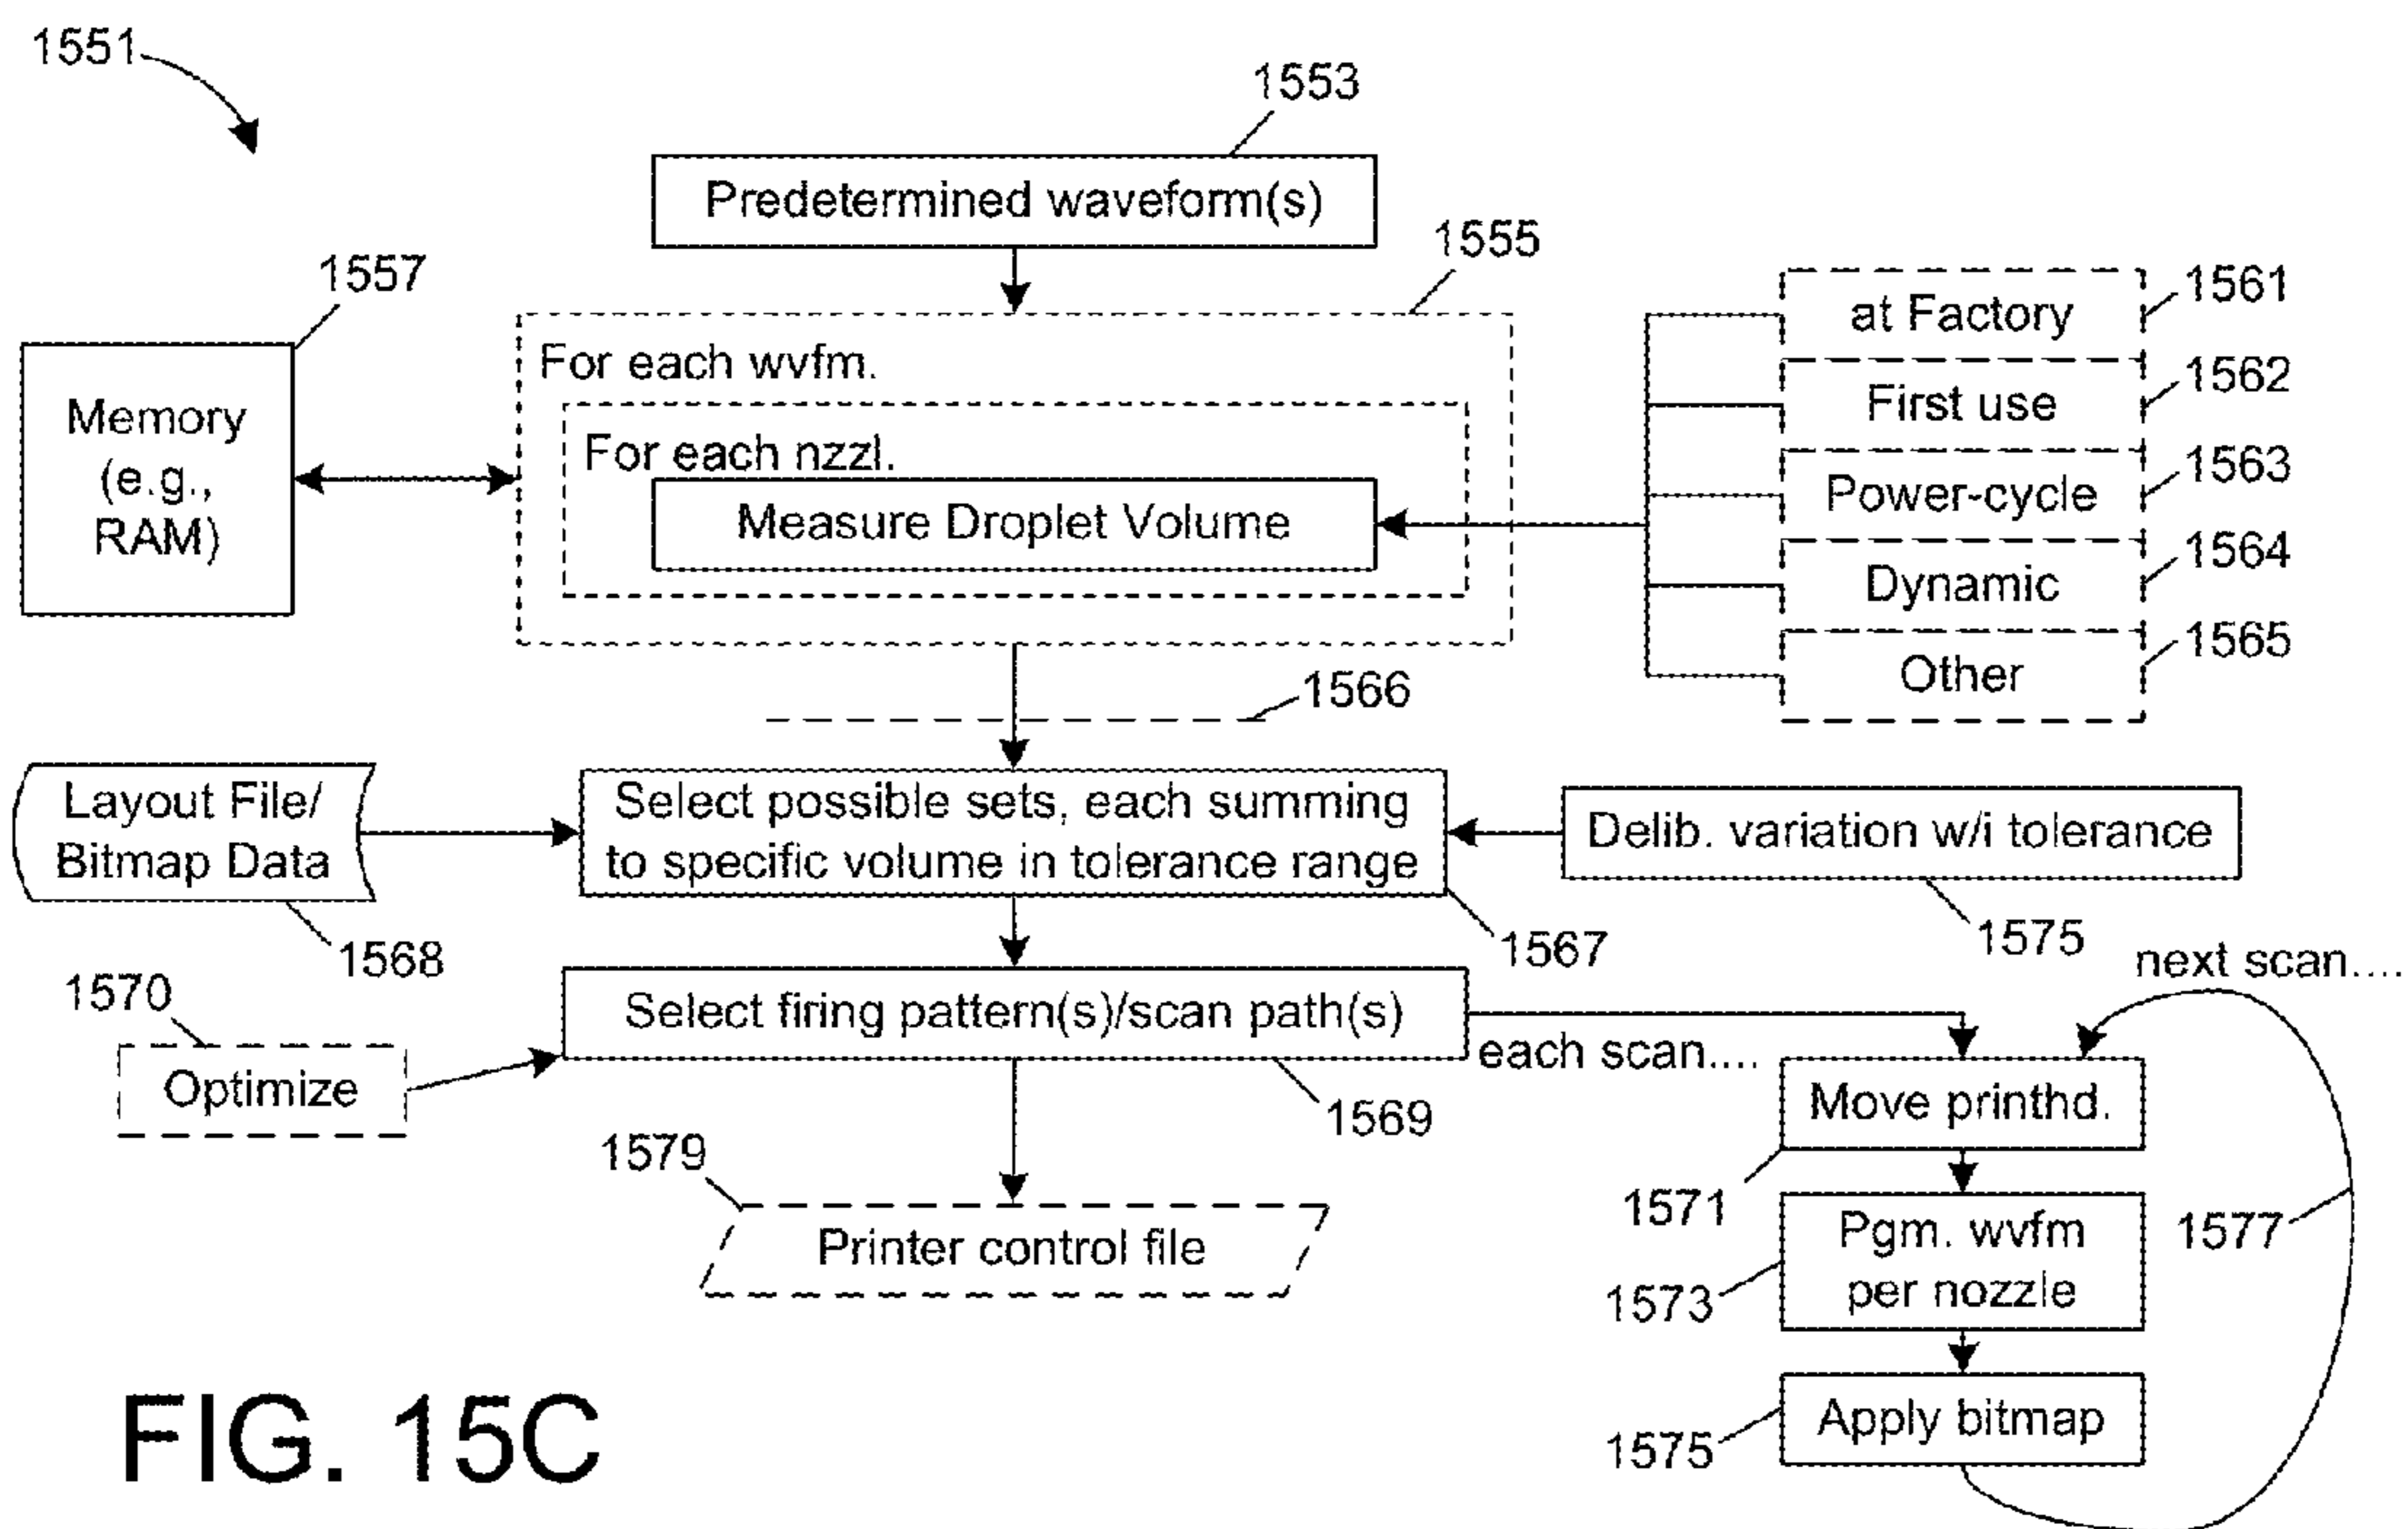 1551
1553
Predetermined waveform(s)
1555
1557
Memory
(e.g.,
RAM)
For each wvfm.
For each nzzl.
Measure Droplet Volume
at Factory
1561
First use
1562
Power-cycle
1563
Dynamic
1564
Other
1565
1566
Layout File/
Bitmap Data
1568
Select possible sets, each summing
to specific volume in tolerance range
1567
Delib. variation w/i tolerance
1575
1570
Optimize
Select firing pattern(s)/scan path(s)
1569
each scan....
next scan....
1579
Printer control file
Move printhd.
1571
Pgm. wvfm
per nozzle
1573
1577
Apply bitmap
1575
FIG. 15C